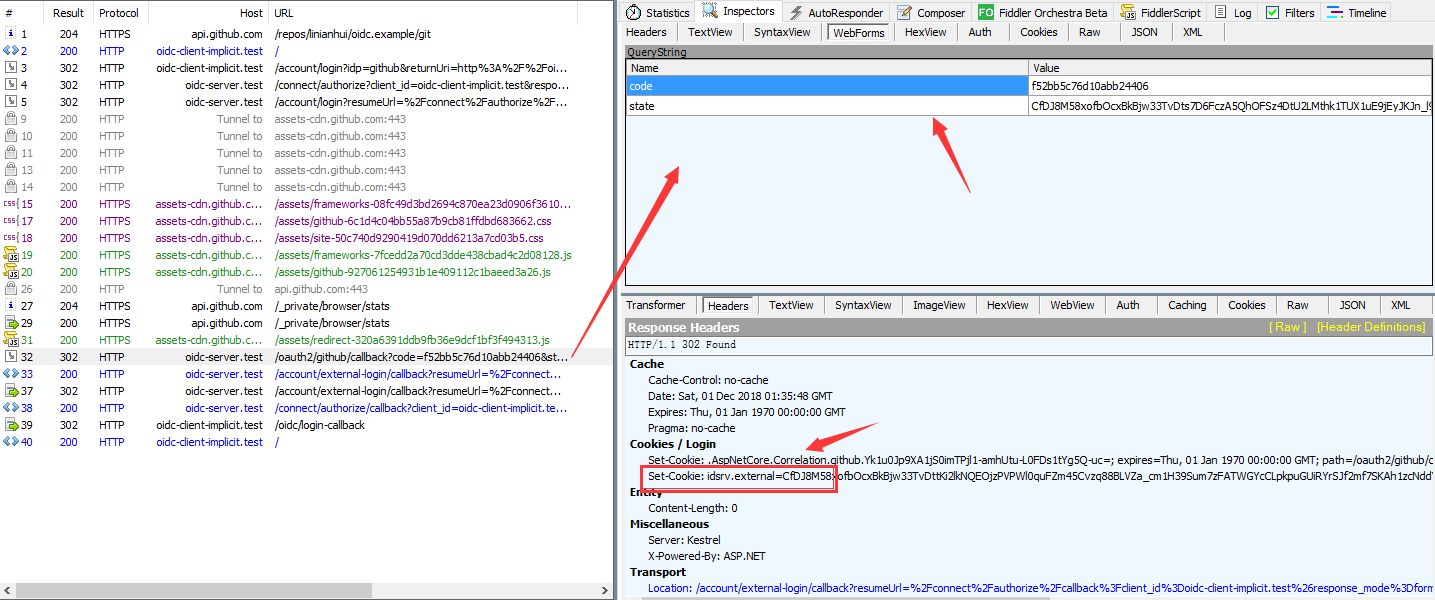 # Result Protocol Host URL
1 204 HTTPS api.github.com /repos/linianhui/oidc.example/git
2 200 HTTP oidc-client-implicit.test /
3 302 HTTP oidc-client-implicit.test /account/login?idp=github&returnUri=http%3A%2F%2Foi...
4 302 HTTP oidc-server.test /connect/authorize?client_id=oidc-client-implicit.test&respo...
5 302 HTTP oidc-server.test /account/login?resumeUrl=%2Fconnect%2Fauthorize%2F...
9 200 HTTP Tunnel to assets-cdn.github.com:443
10 200 HTTP Tunnel to assets-cdn.github.com:443
11 200 HTTP Tunnel to assets-cdn.github.com:443
13 200 HTTP Tunnel to assets-cdn.github.com:443
14 200 HTTP Tunnel to assets-cdn.github.com:443
15 200 HTTPS assets-cdn.github.c... /assets/frameworks-08fc49d3bd2694c870ea23d0906f3610...
17 200 HTTPS assets-cdn.github.c... /assets/github-6c1d4c04bb55a87b9cb81ffdbd683662.css
18 200 HTTPS assets-cdn.github.c... /assets/site-50c740d9290419d070dd6213a7cd03b5.css
19 200 HTTPS assets-cdn.github.c... /assets/frameworks-7fcedd2a70cd3dde438cbad4c2d08128.js
20 200 HTTPS assets-cdn.github.c... /assets/github-927061254931b1e409112c1baeed3a26.js
26 200 HTTP Tunnel to api.github.com:443
27 204 HTTPS api.github.com /_private/browser/stats
29 200 HTTPS api.github.com /_private/browser/stats
31 200 HTTPS assets-cdn.github.c... /assets/redirect-320a6391ddb9fb36e9dcf1bf3f494313.js
32 302 HTTP oidc-server.test /oauth2/github/callback?code=f52bb5c76d10abb24406&st...
33 200 HTTP oidc-server.test /account/external-login/callback?resumeUrl=%2Fconnect...
37 302 HTTP oidc-server.test /account/external-login/callback?resumeUrl=%2Fconnect...
38 200 HTTP oidc-server.test /connect/authorize/callback?client_id=oidc-client-implicit.te...
39 302 HTTP oidc-client-implicit.test /oidc/login-callback
40 200 HTTP oidc-client-implicit.test /
Statistics Inspectors AutoResponder Composer FO Fiddler Orchestra Beta FiddlerScript Log Filters Timeline
Headers TextView SyntaxView WebForms HexView Auth Cookies Raw JSON XML
QueryString
Name Value
code f52bb5c76d10abb24406
state
Transformer Headers TextView SyntaxView ImageView HexView WebView Auth Caching Cookies Raw JSON XML
Response Headers [ Raw ] [Header Definitions]
HTTP/1.1 302 Found
Cache
Cache-Control: no-cache
Date: Sat, 01 Dec 2018 01:35:48 GMT
Expires: Thu, 01 Jan 1970 00:00:00 GMT
Pragma: no-cache
Cookies / Login
Set-Cookie: .AspNetCore.Correlation.github.Yk1u0Jp9XA1jS0imTPjl1-amhUtu-L0FDs1tYg5Q-uc=; expires=Thu, 01 Jan 1970 00:00:00 GMT; path=/oauth2/github/c
Set-Cookie:
Entity
Content-Length: 0
Miscellaneous
Server: Kestrel
X-Powered-By: ASP.NET
Transport
Location: /account/external-login/callback?resumeUrl=%2Fconnect%2Fauthorize%2Fcallback%3Fclient_id%3Doidc-client-implicit.test%26response_mode%3Dform